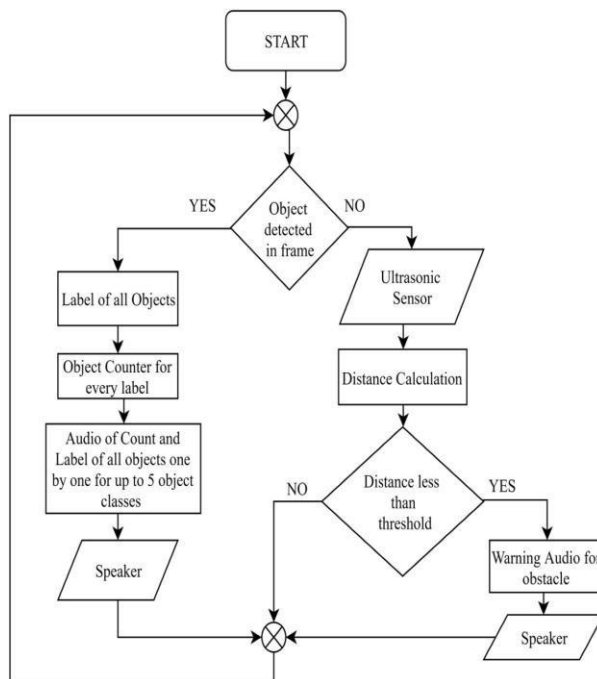 START
YES
NO
Object
detected
in frame
Label of all Objects
Object Counter for
every label
Audio of Count and
Label of all objects one
by one for up to 5 object
classes
Speaker
Ultrasonic
Sensor
Distance Calculation
NO
Distance less
than
threshold
YES
Warning Audio for
obstacle
Speaker